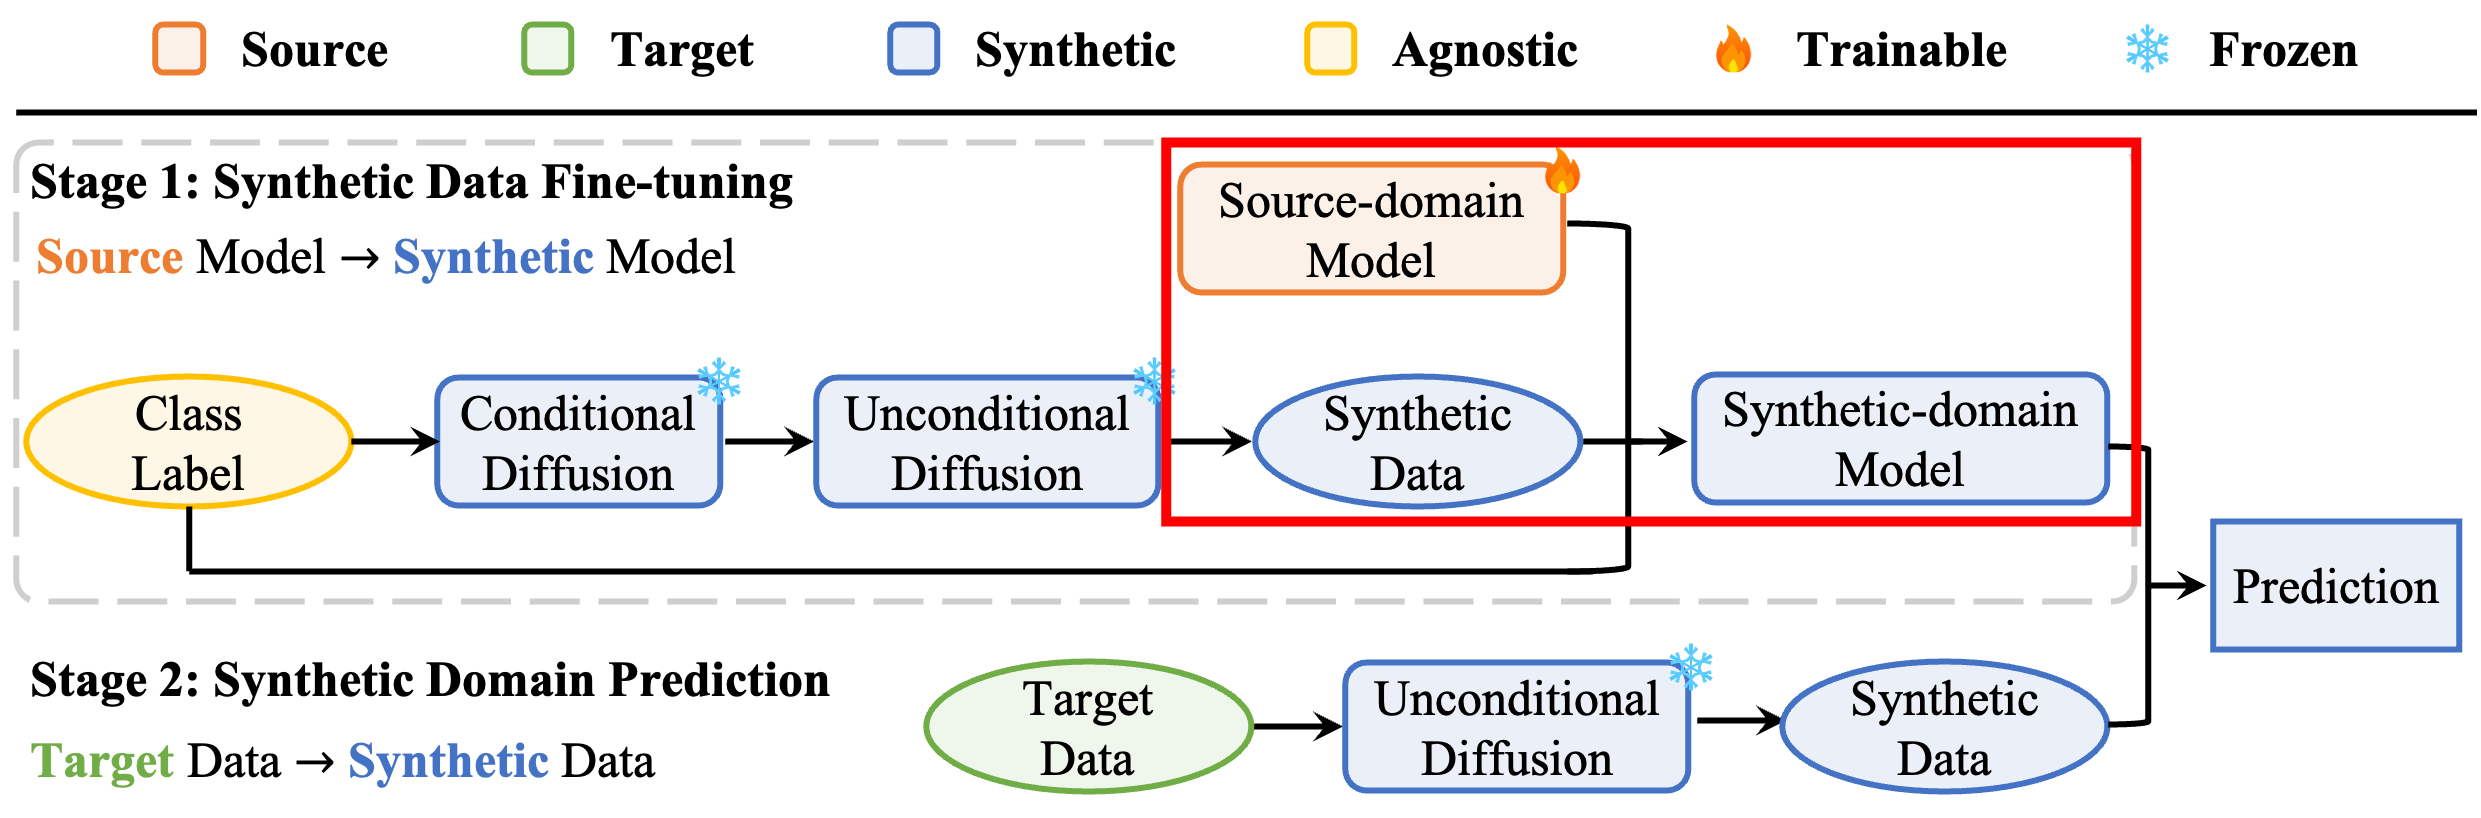 Source Target Synthetic Agnostic Trainable Frozen
Stage 1: Synthetic Data Fine-tuning
Source Model → Synthetic Model
Source-domain
Model
Class
Label
Conditional
Diffusion
Unconditional
Diffusion
Synthetic
Data
Synthetic-domain
Model
Prediction
Stage 2: Synthetic Domain Prediction
Target Data → Synthetic Data
Target
Data
Unconditional
Diffusion
Synthetic
Data